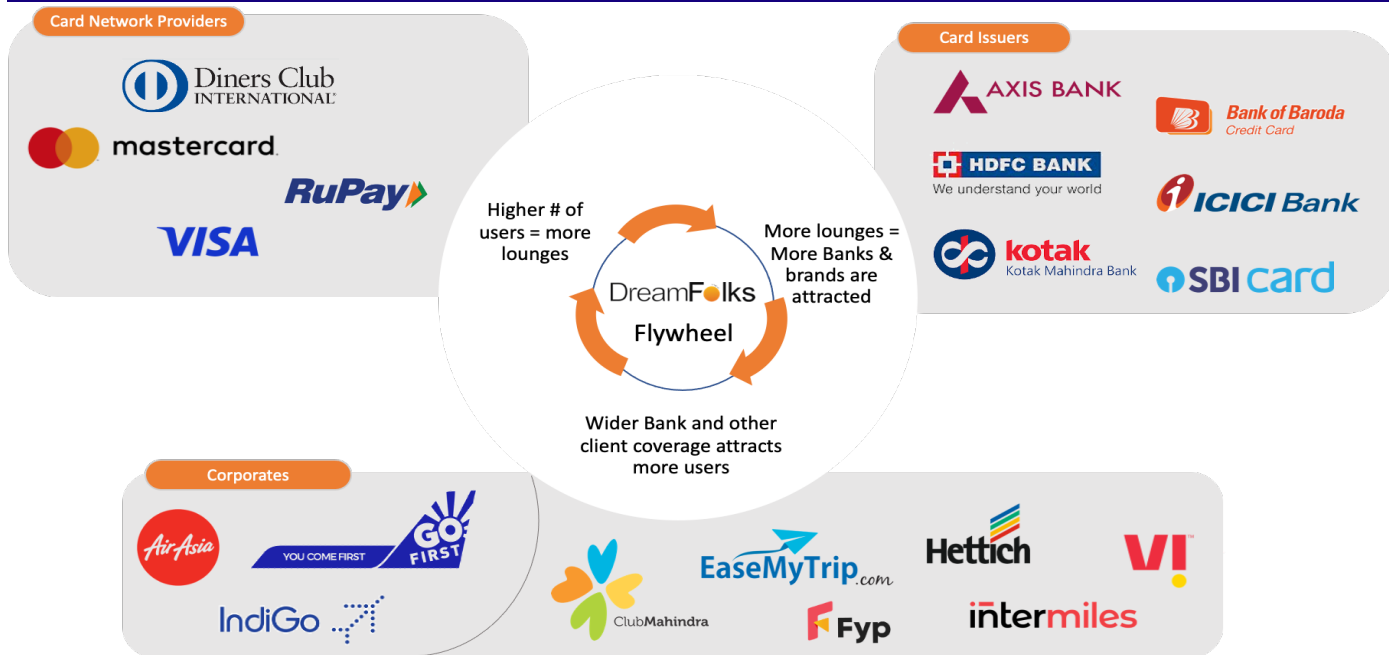 Card Network Providers
Diners Club
INTERNATIONAL®
mastercard.
RuPay
VISA
Card Issuers
AXIS BANK
Bank of Baroda
Credit Card
HDFC BANK
We understand your world
ICICI Bank
kotak
Kotak Mahindra Bank
SBI card
Higher # of
users = more
lounges
More lounges =
More Banks &
brands are
attracted
DreamFolks
Flywheel
Wider Bank and other
client coverage attracts
more users
Corporates
AirAsia
YOU COME FIRST
GO
FIRST
IndiGo
ClubMahindra
EaseMyTrip.com
Fyp
Hettich
intermiles
VI™